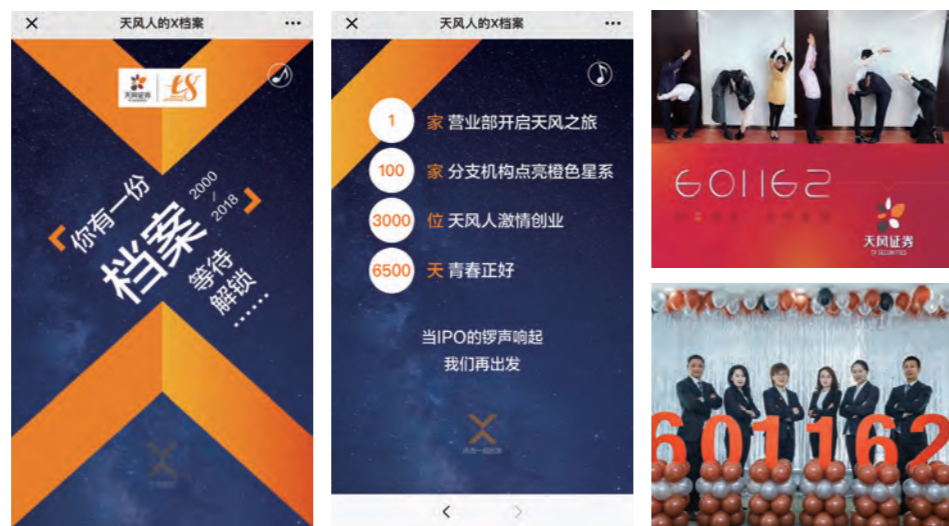 天风人的X档案
天风证券
你有一份
档案
2000
/
2018
等待
解锁
......
天风人的X档案
1 家 营业部开启天风之旅
100 家 分支机构点亮橙色星系
3000 位 天风人激情创业
6500 天 青春正好
当IPO的锣声响起
我们再出发
601162
天风证券
TF SECURITIES
601162